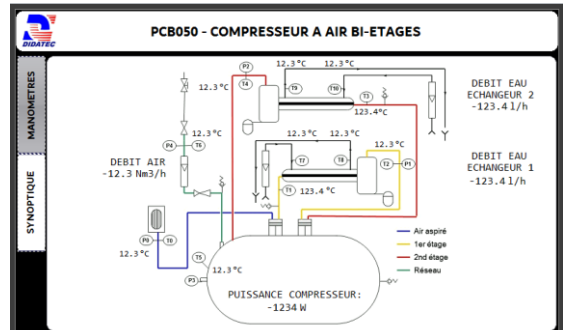 DIDATEC
PCB050 - COMPRESSEUR A AIR BI-ETAGES
MANOMETRES
SYNOPTIQUE
P2
T4
12.3°C
12.3°C 12.3°C
T9
T10
T3
123.4°C
DEBIT EAU
ECHANGEUR 2
-123.4 l/h
12.3°C
P4
T6
DEBIT AIR
-12.3 Nm3/h
12.3°C 12.3°C
T7
T8
12.3°C
T2
P1
T1
123.4°C
DEBIT EAU
ECHANGEUR 1
-123.4 l/h
P0
T0
12.3°C
T5
12.3°C
P3
Air aspiré
1er étage
2nd étage
Réseau
PUISSANCE COMPRESSEUR:
-1234 W